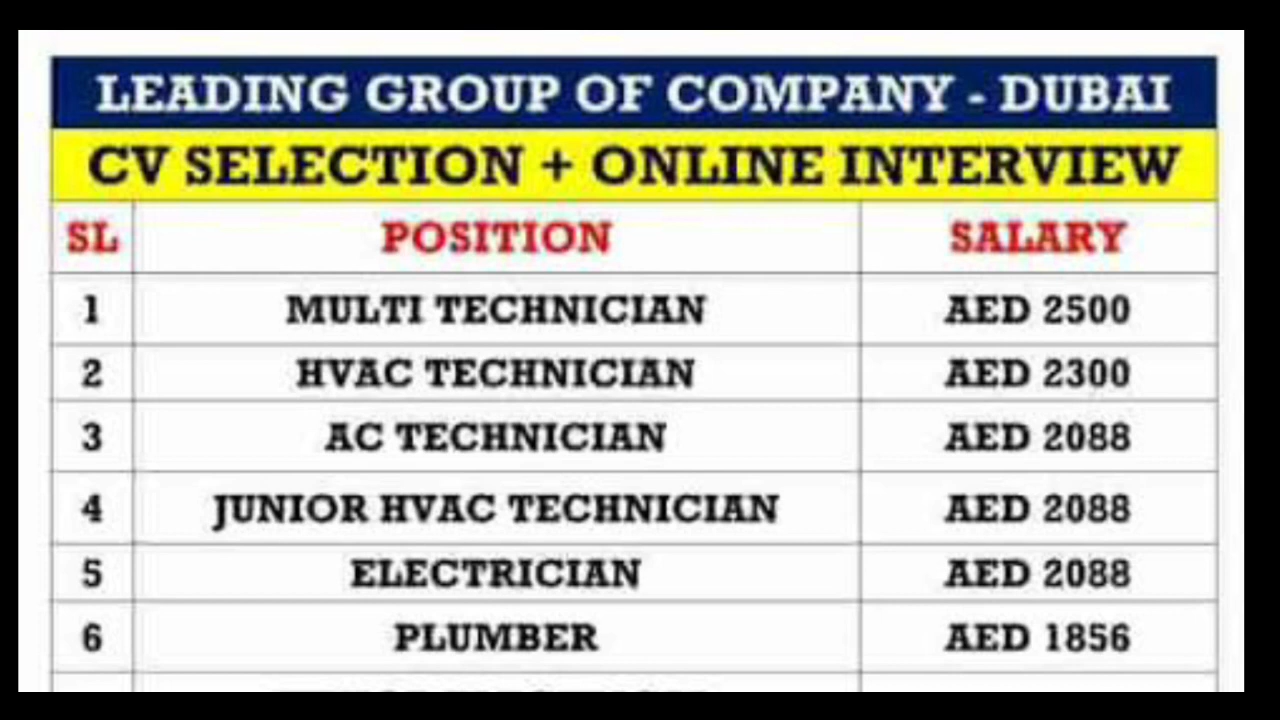 LEADING GROUP OF COMPANY - DUBAI
CV SELECTION + ONLINE INTERVIEW
SL POSITION SALARY
1 MULTI TECHNICIAN AED 2500
2 HVAC TECHNICIAN AED 2300
3 AC TECHNICIAN AED 2088
4 JUNIOR HVAC TECHNICIAN AED 2088
5 ELECTRICIAN AED 2088
6 PLUMBER AED 1856